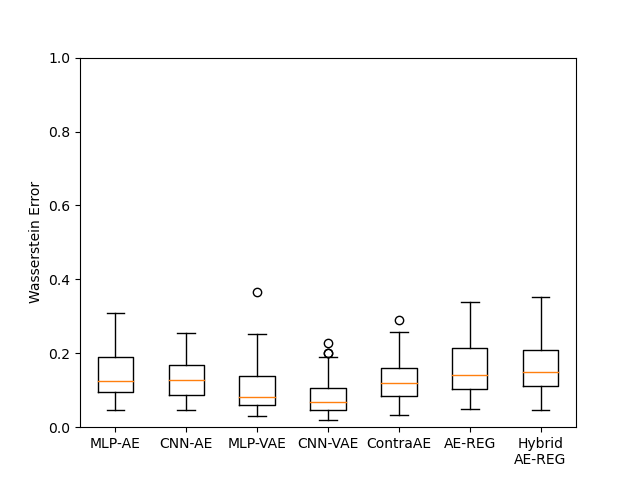 1.0
0.8
0.6
0.4
0.2
0.0
Wasserstein Error
MLP-AE CNN-AE MLP-VAE CNN-VAE ContraAE AE-REG Hybrid
AE-REG